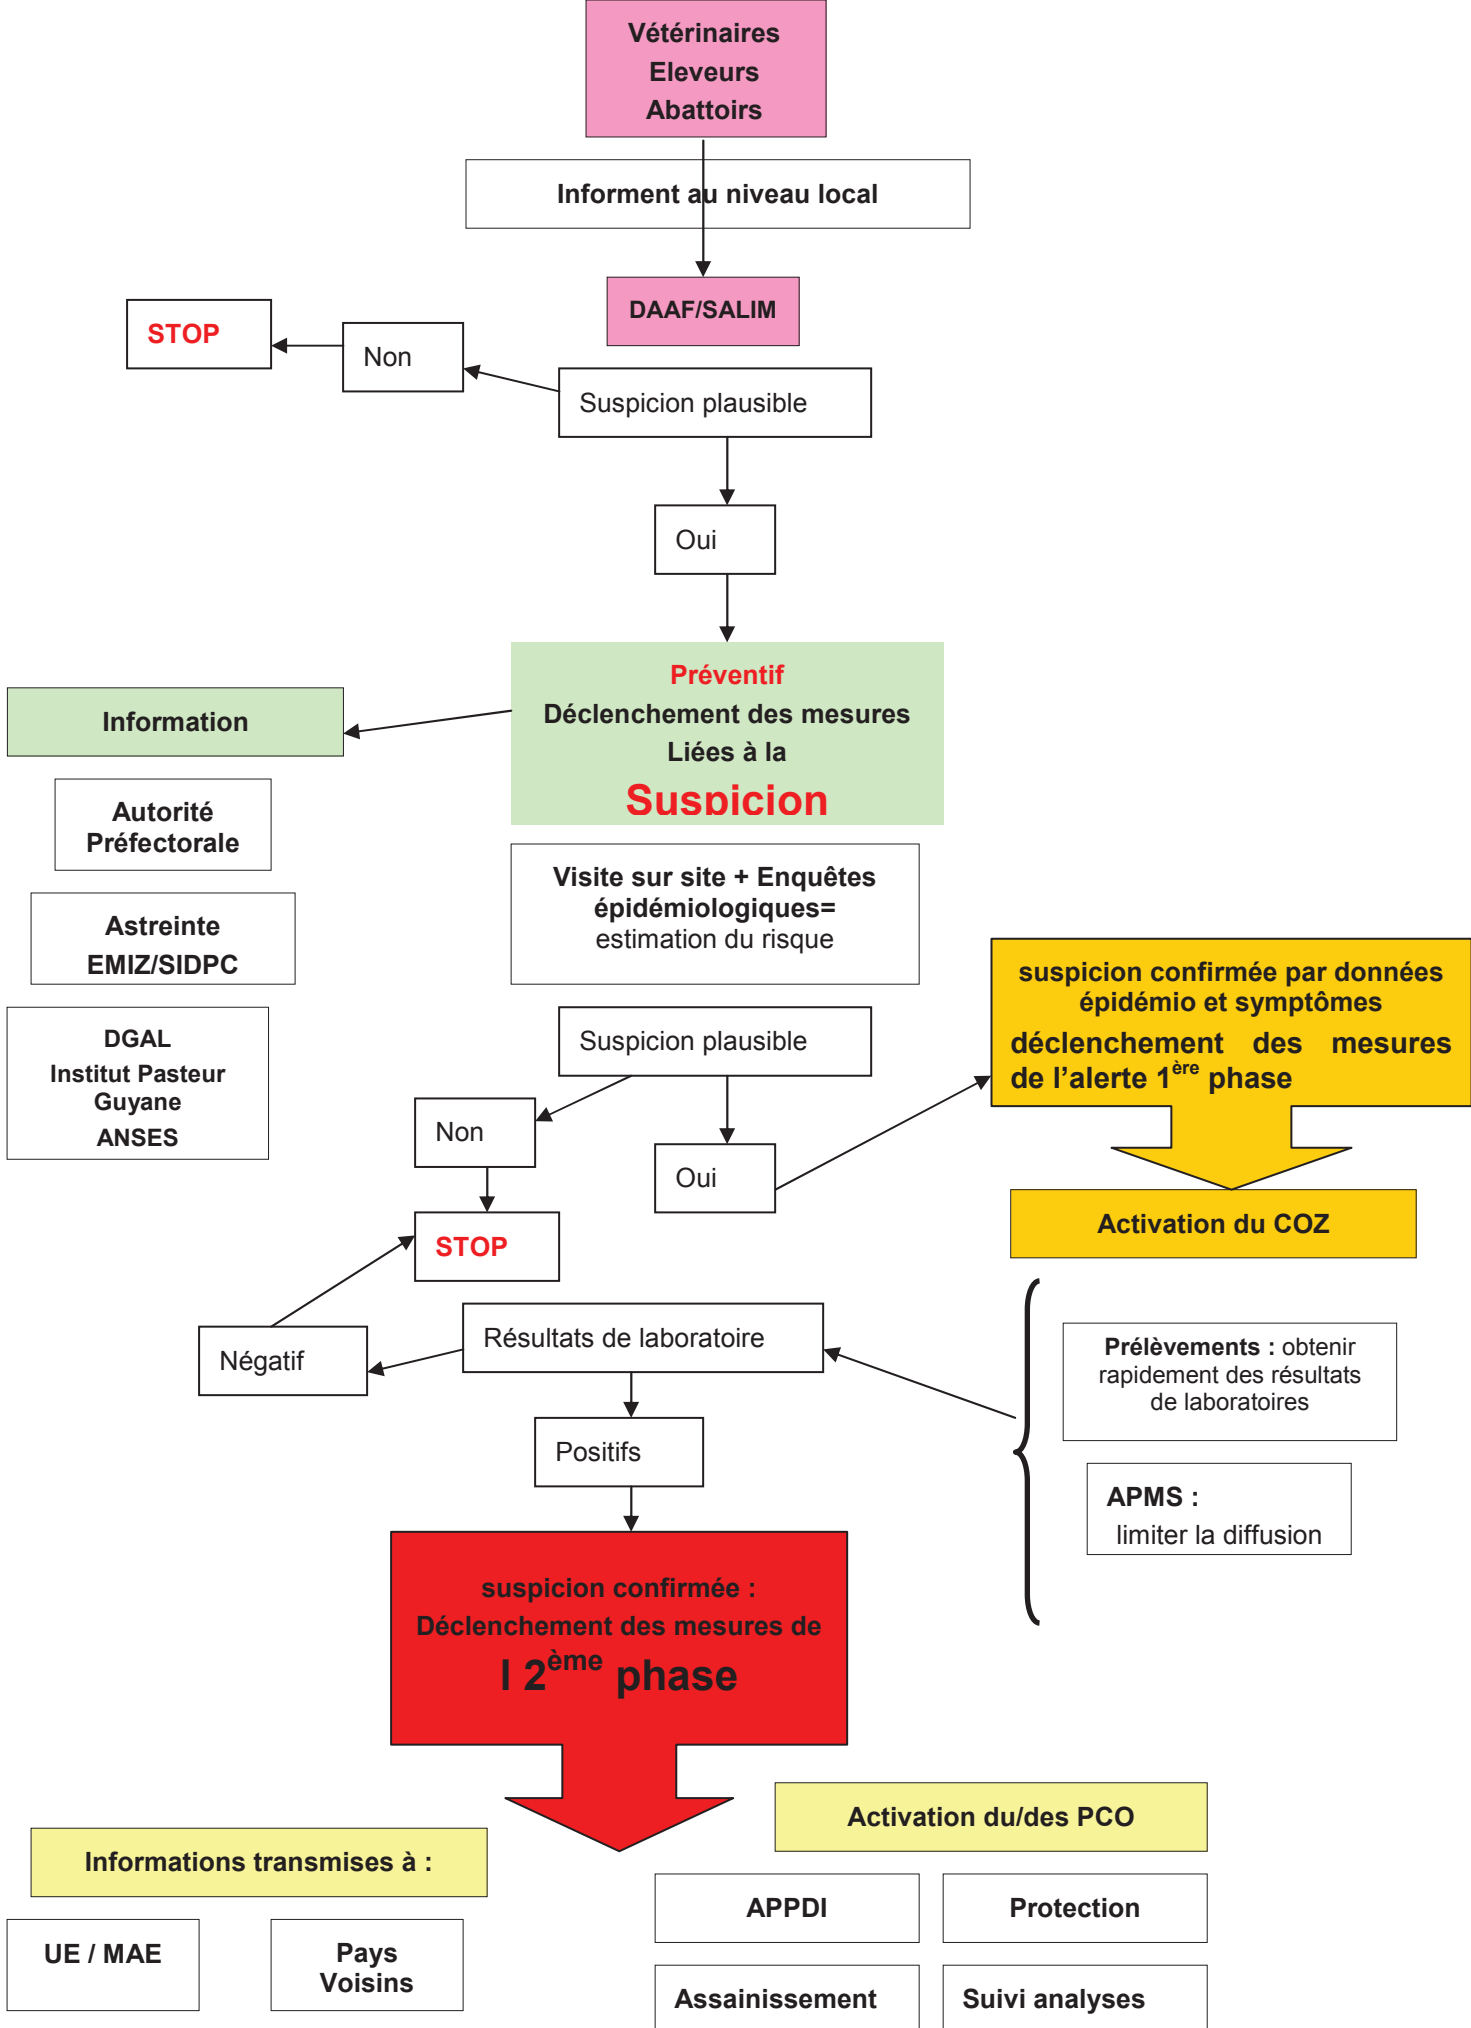 Vétérinaires
Eleveurs
Abattoirs
Informent au niveau local
DAAF/SALIM
STOP
Non
Suspicion plausible
Oui
Préventif
Déclenchement des mesures
Liées à la
Suspicion
Information
Autorité
Préfectorale
Astreinte
EMIZ/SIDPC
DGAL
Institut Pasteur
Guyane
ANSES
Visite sur site + Enquêtes
épidémiologiques=
estimation du risque
Suspicion plausible
Non
Oui
STOP
suspicion confirmée par données
épidémio et symptômes
déclenchement des mesures
de l’alerte 1ère phase
Activation du COZ
Prélèvements : obtenir
rapidement des résultats
de laboratoires
APMS :
limiter la diffusion
Résultats de laboratoire
Négatif
Positifs
suspicion confirmée :
Déclenchement des mesures de
l 2ème phase
Informations transmises à :
UE / MAE
Pays
Voisins
Activation du/des PCO
APPDI
Protection
Assainissement
Suivi analyses